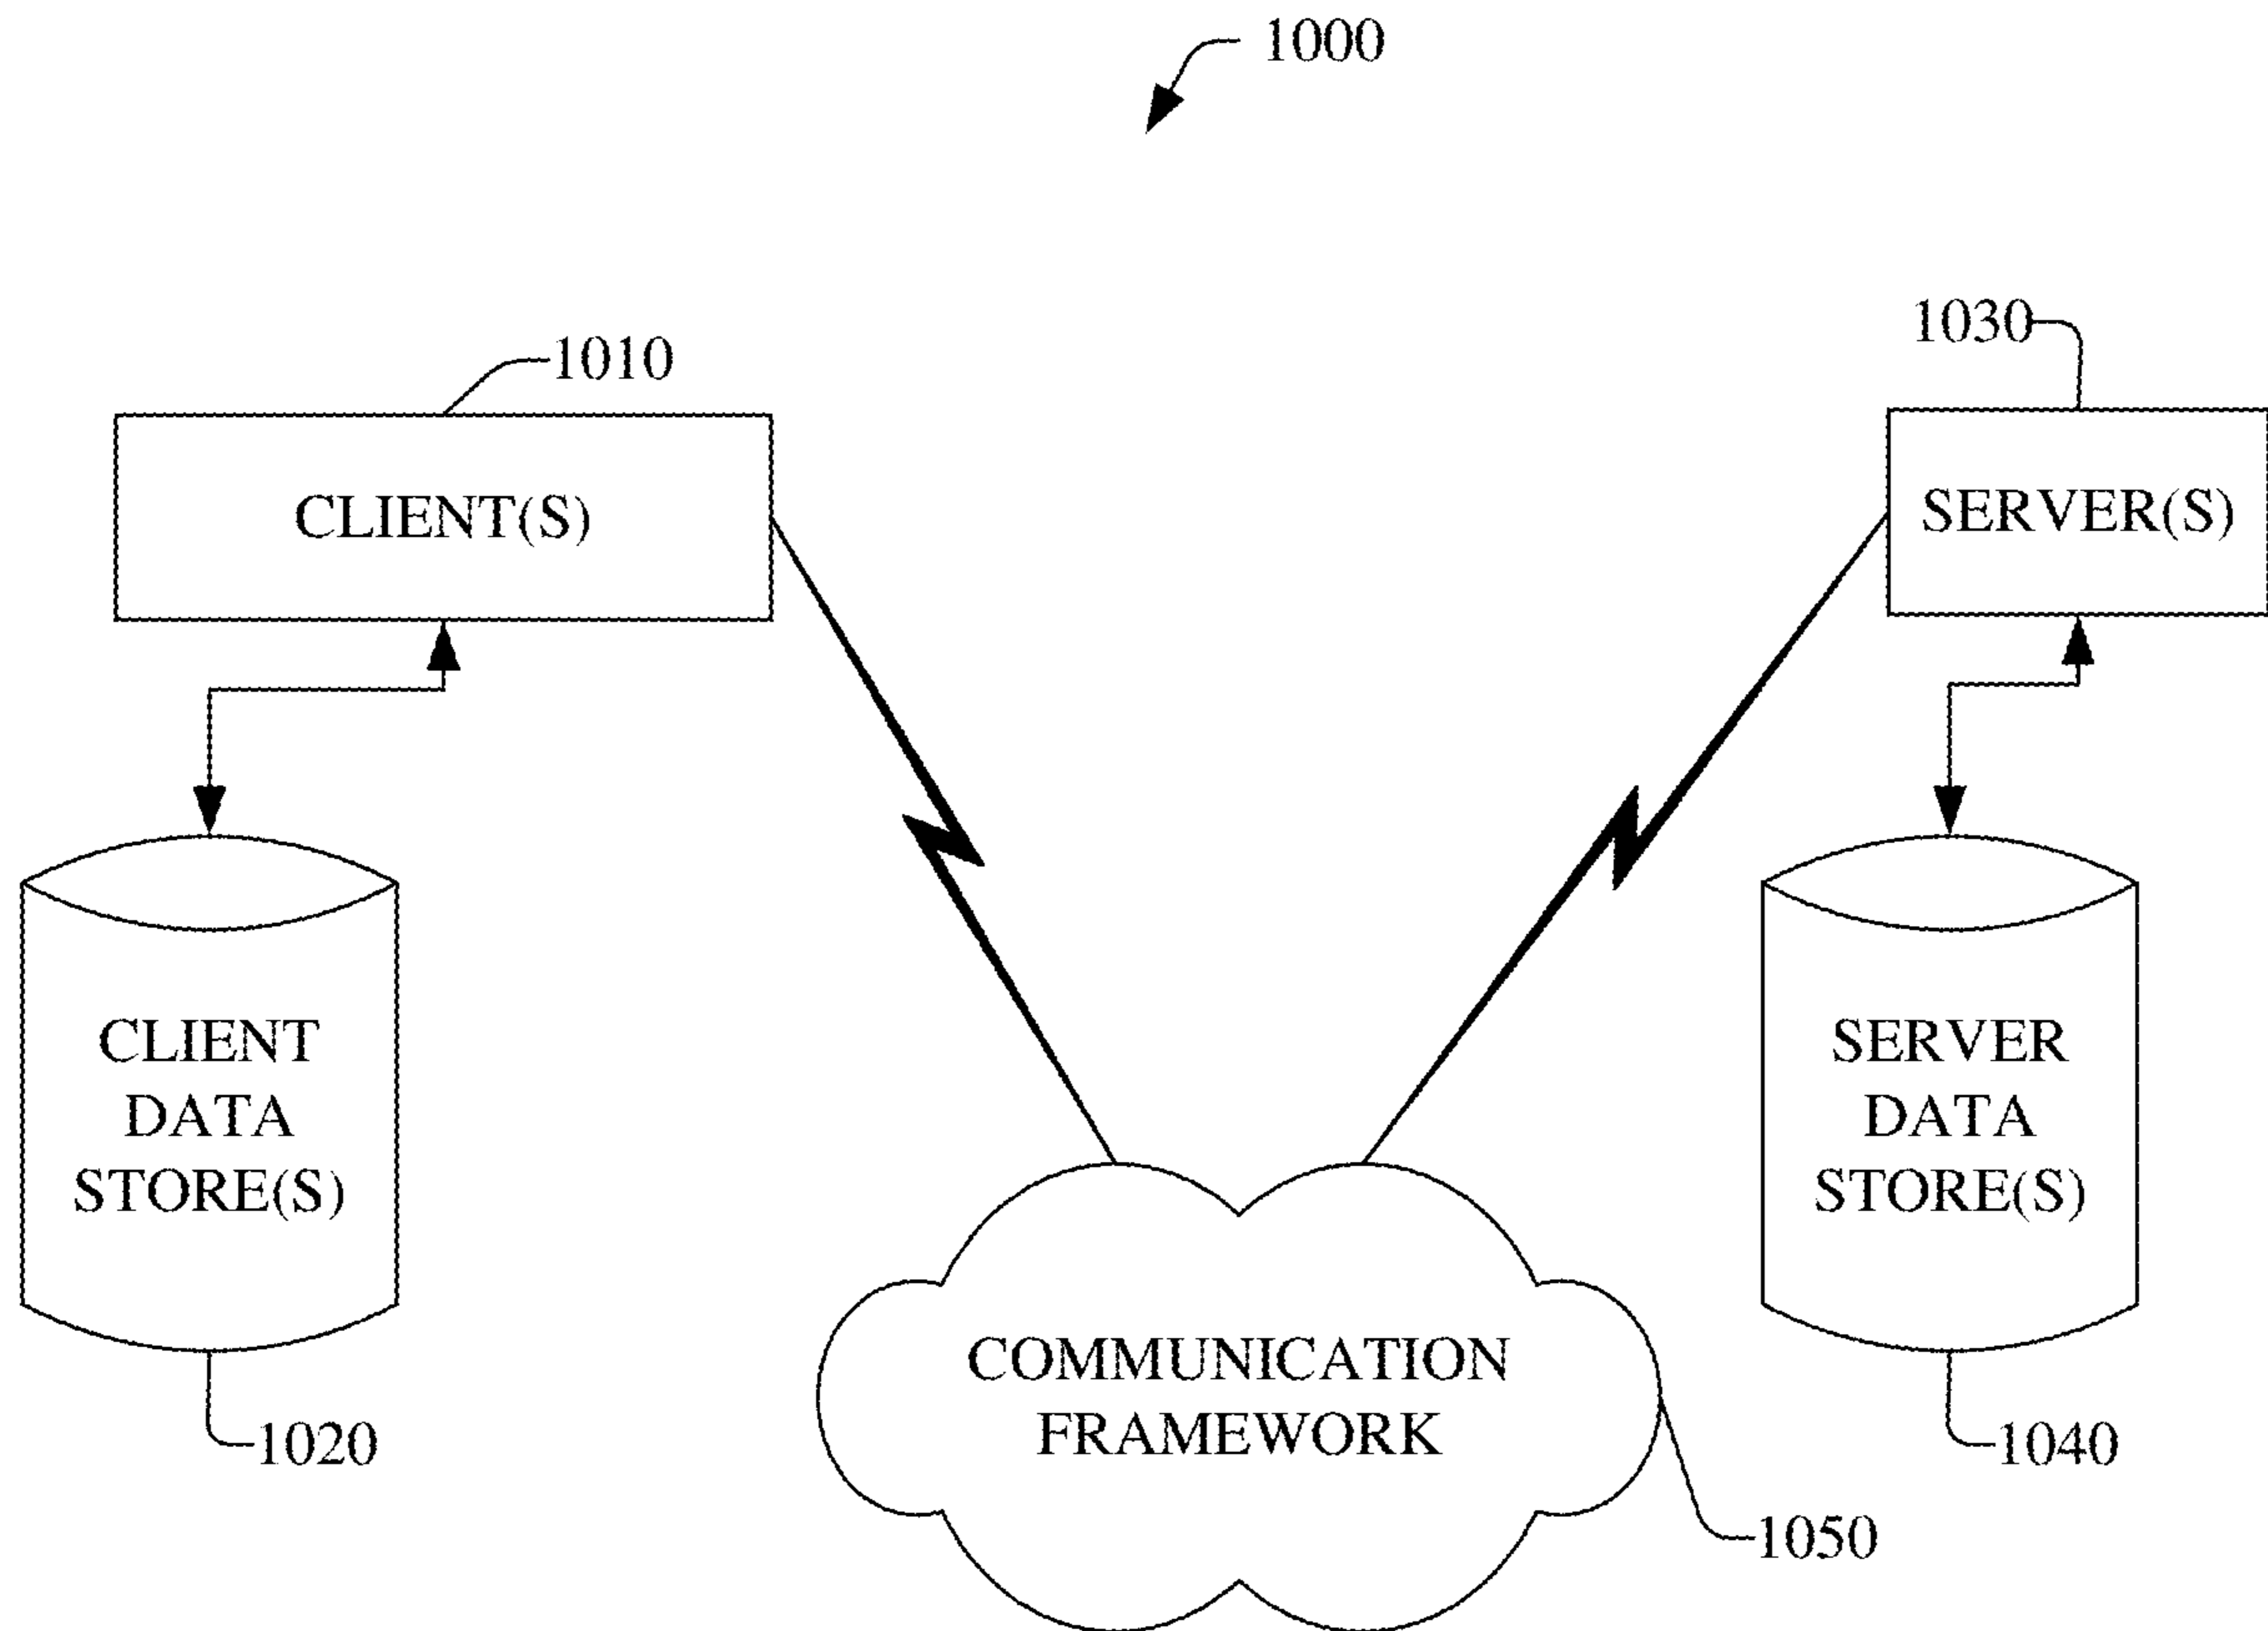 1000
1010
1030
CLIENT(S)
SERVER(S)
CLIENT
DATA
STORE(S)
SERVER
DATA
STORE(S)
COMMUNICATION
FRAMEWORK
1020
1040
1050